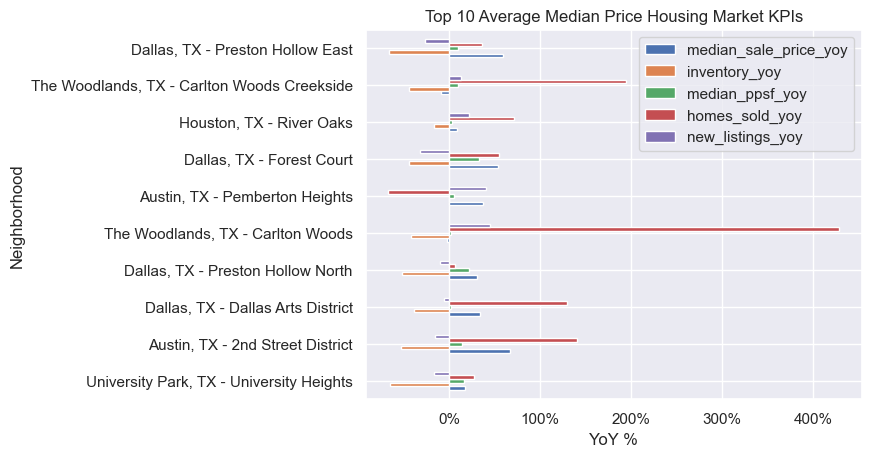 Top 10 Average Median Price Housing Market KPIs
Dallas, TX - Preston Hollow East
The Woodlands, TX - Carlton Woods Creekside
Houston, TX - River Oaks
Dallas, TX - Forest Court
Austin, TX - Pemberton Heights
The Woodlands, TX - Carlton Woods
Dallas, TX - Preston Hollow North
Dallas, TX - Dallas Arts District
Austin, TX - 2nd Street District
University Park, TX - University Heights
Neighborhood
median_sale_price_yoy
inventory_yoy
median_ppsf_yoy
homes_sold_yoy
new_listings_yoy
0% 100% 200% 300% 400%
YoY %